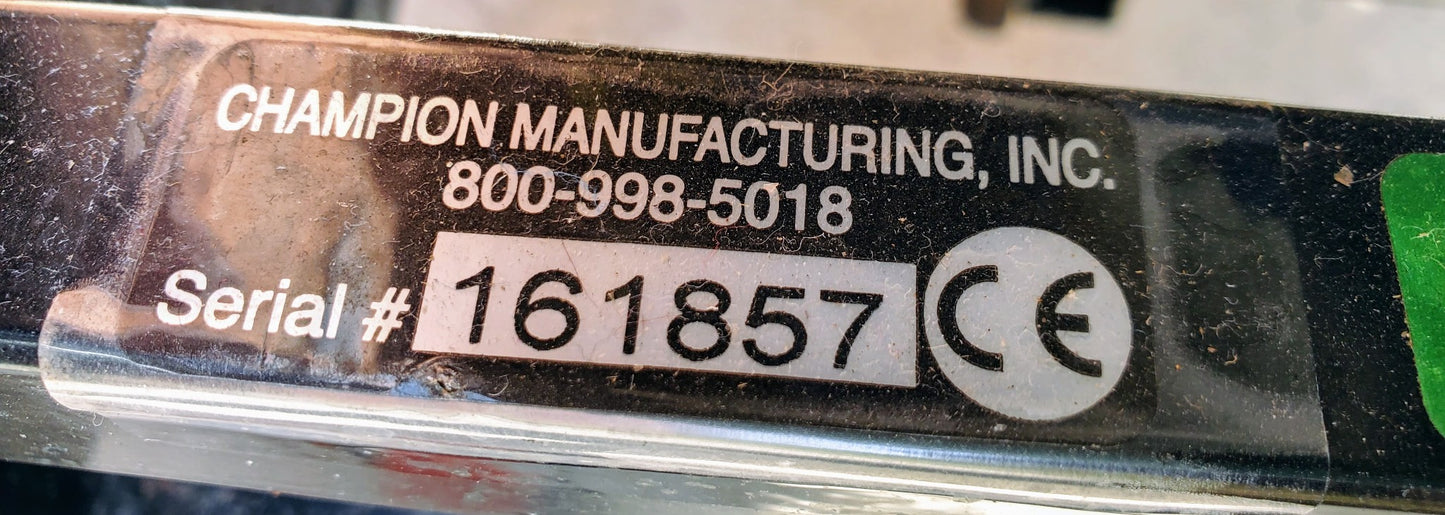 CHAMPION MANUFACTURING, INC.
800-998-5018
Serial # 161857 CE